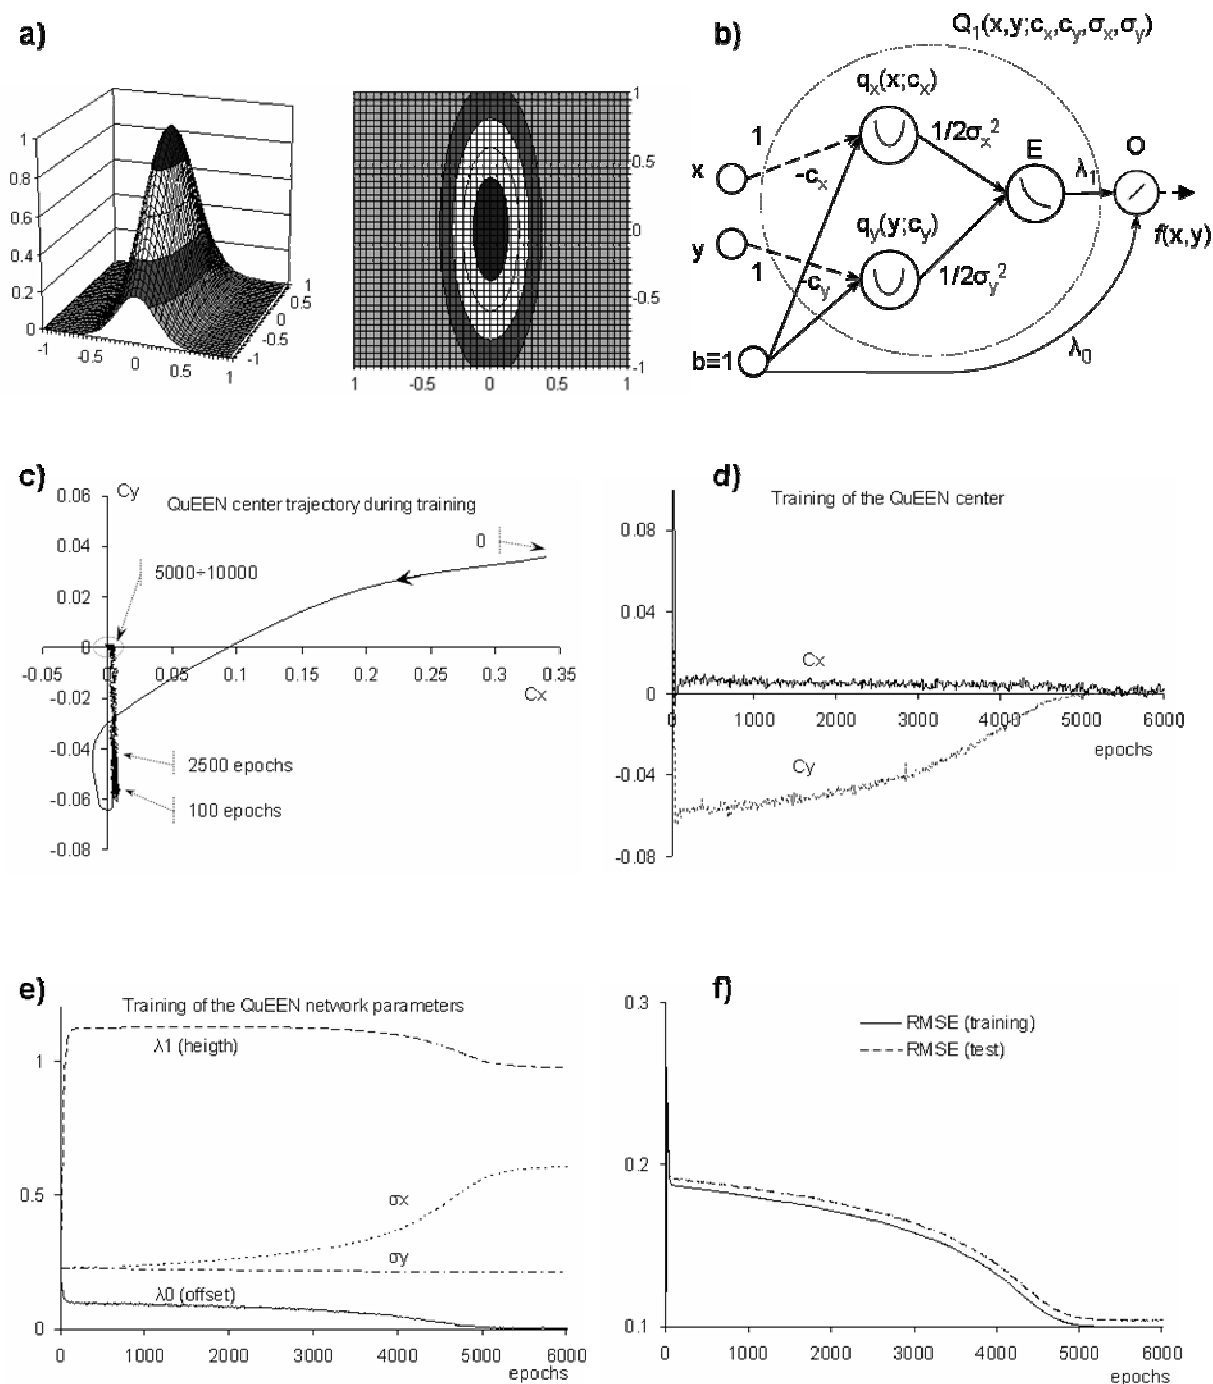 a)
1
0.8
0.6
0.4
0.2
0
-1
-0.5
0
0.5
1
-1
-0.5
0
0.5
1
1
0.5
0
-0.5
-1
1
-0.5
0
0.5
1
b)
Q₁(x,y;cₓ,c_y,σₓ,σ_y)
qₓ(x;cₓ)
1
1/2σₓ²
E
O
x
-cₓ
λ₁
q_y(y;c_y)
f(x,y)
y
1
-c_y
1/2σ_y²
b≡1
λ₀
c)
Cy
QuEEN center trajectory during training
0.06
0.04
0.02
0
-0.02
-0.04
-0.06
-0.08
0
5000÷10000
-0.05
0
0.05
0.1
0.15
0.2
0.25
0.3
0.35
Cx
2500 epochs
100 epochs
d)
Training of the QuEEN center
0.08
0.04
0
-0.04
-0.08
Cx
0
1000
2000
3000
4000
5000
6000
epochs
Cy
e)
Training of the QuEEN network parameters
λ1 (heigth)
1
0.5
0
σx
σy
λ0 (offset)
0
1000
2000
3000
4000
5000
6000
epochs
f)
0.3
0.2
0.1
RMSE (training)
RMSE (test)
0
1000
2000
3000
4000
5000
6000
epochs